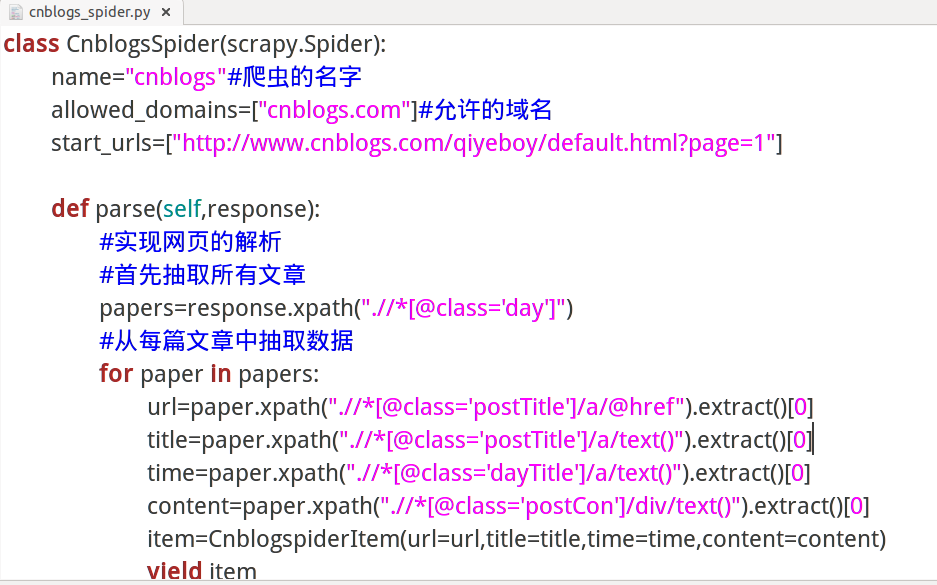 cnblogs_spider.py ×
class CnblogsSpider(scrapy.Spider):
name="cnblogs"#爬虫的名字
allowed_domains=["cnblogs.com"]#允许的域名
start_urls=["http://www.cnblogs.com/qiyeboy/default.html?page=1"]
def parse(self,response):
#实现网页的解析
#首先抽取所有文章
papers=response.xpath(".//*[@class='day']")
#从每篇文章中抽取数据
for paper in papers:
url=paper.xpath(".//*[@class='postTitle']/a/@href").extract()[0]
title=paper.xpath(".//*[@class='postTitle']/a/text()").extract()[0]
time=paper.xpath(".//*[@class='dayTitle']/a/text()").extract()[0]
content=paper.xpath(".//*[@class='postCon']/div/text()").extract()[0]
item=CnblogspiderItem(url=url,title=title,time=time,content=content)
yield item